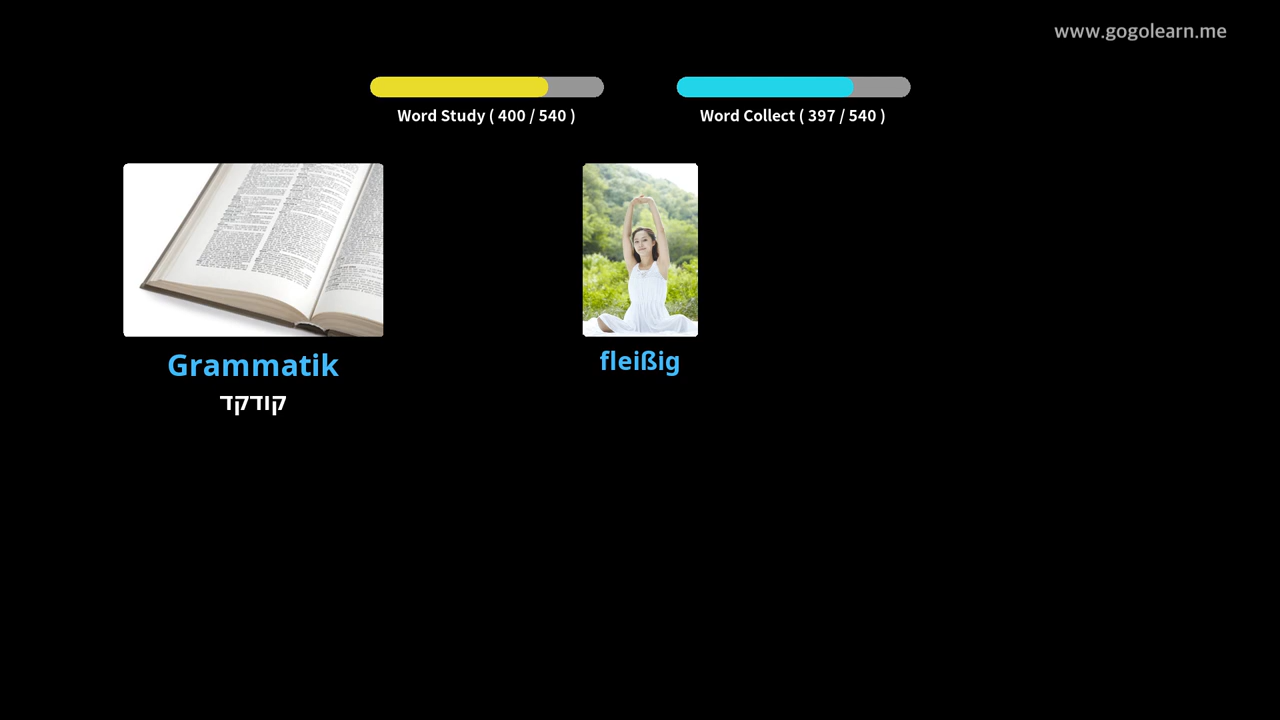 www.gogolearn.me
Word Study ( 400 / 540 )
Word Collect ( 397 / 540 )
Grammatik
קודקד
fleißig